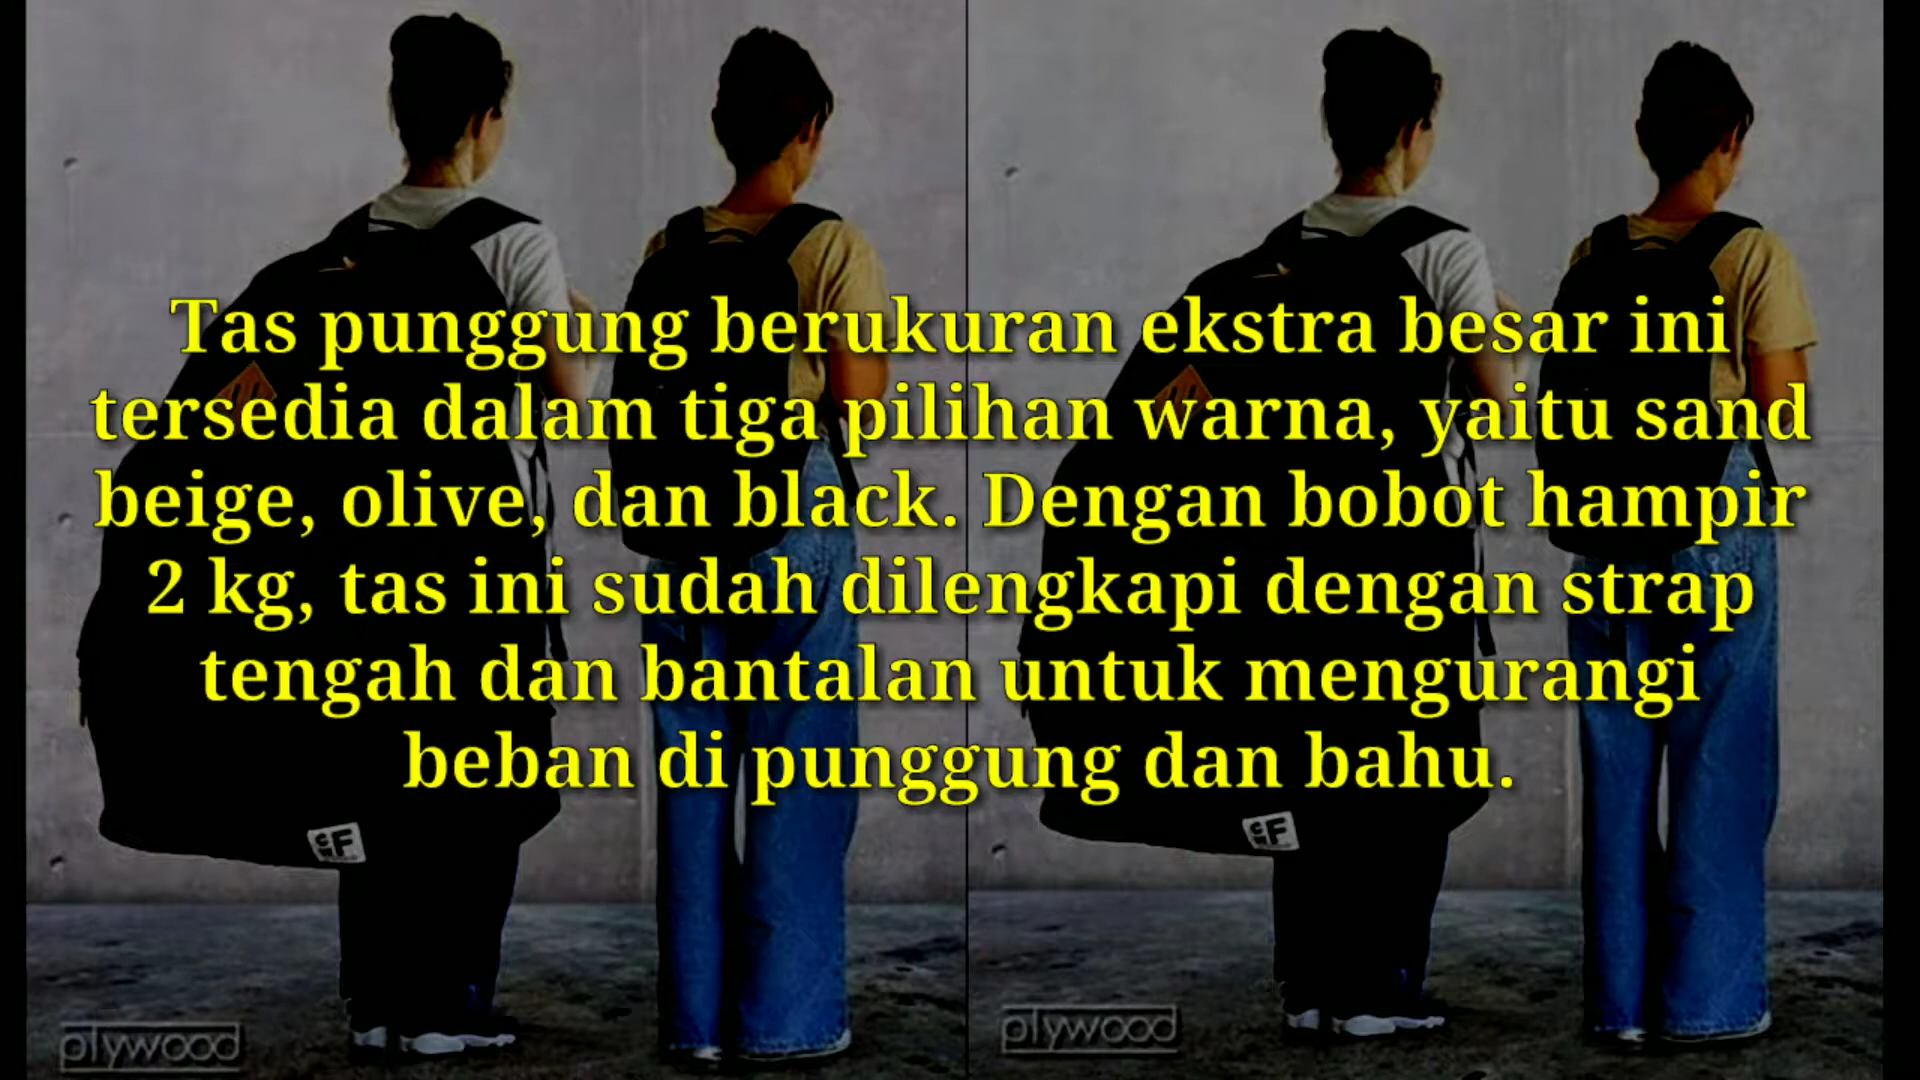 Tas punggung berukuran ekstra besar ini
tersedia dalam tiga pilihan warna, yaitu sand
beige, olive, dan black. Dengan bobot hampir
2 kg, tas ini sudah dilengkapi dengan strap
tengah dan bantalan untuk mengurangi
beban di punggung dan bahu.
plywood
plywood